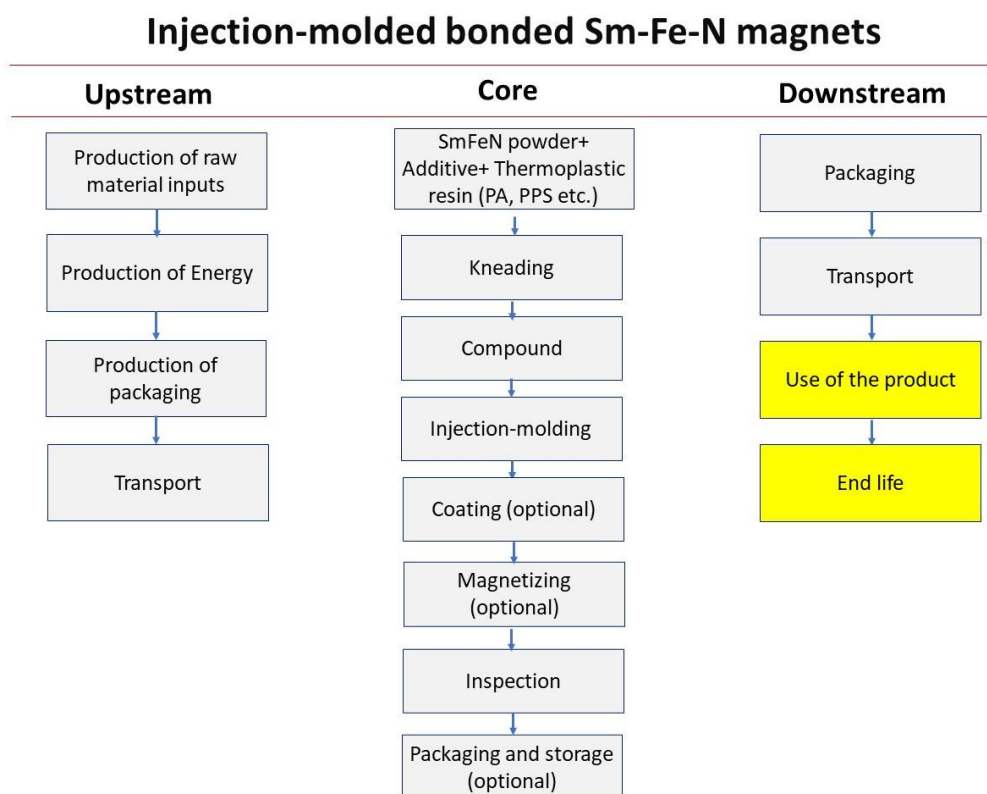 Injection-molded bonded Sm-Fe-N magnets
Upstream
Core
Downstream
Production of raw
material inputs
Production of Energy
Production of
packaging
Transport
SmFeN powder+
Additive+ Thermoplastic
resin (PA, PPS etc.)
Kneading
Compound
Injection-molding
Coating (optional)
Magnetizing
(optional)
Inspection
Packaging and storage
(optional)
Packaging
Transport
Use of the product
End life